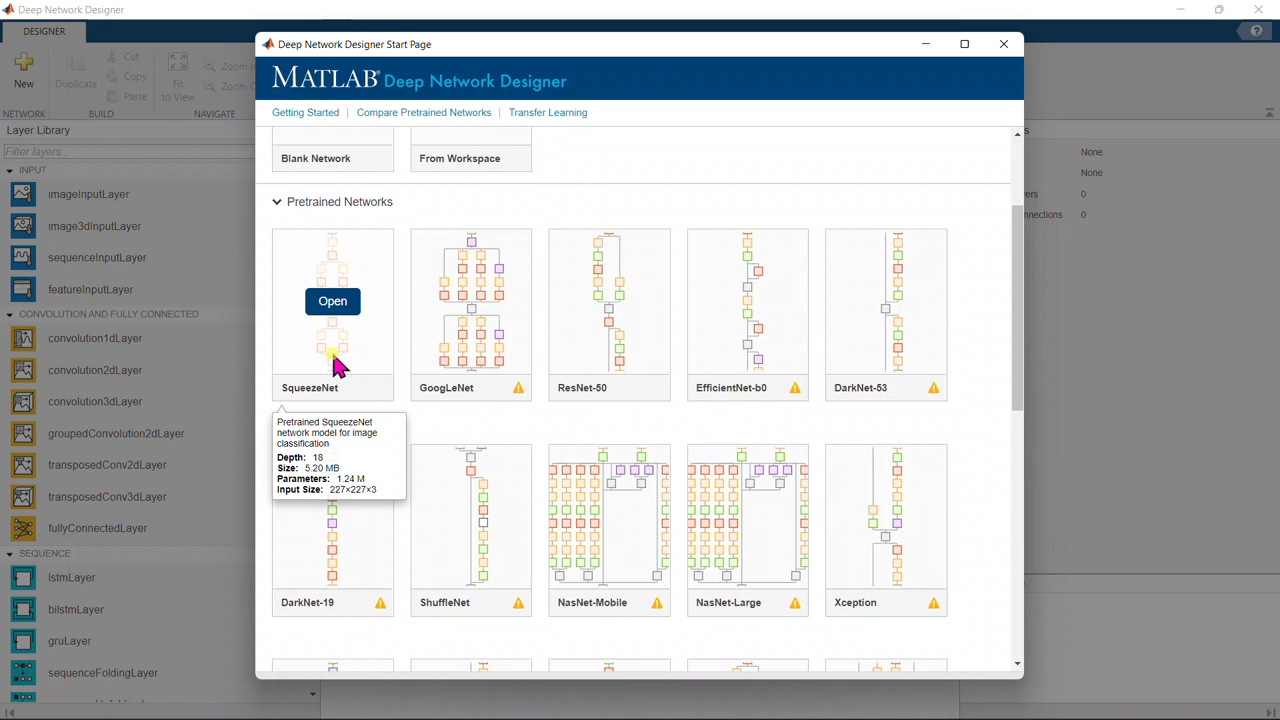 Deep Network Designer
DESIGNER
New
Duplicate
Cut
Copy
Paste
Fit
to View
Zoom
Zoom
NETWORK
BUILD
NAVIGATE
Layer Library
Filter layers...
INPUT
imageInputLayer
image3dInputLayer
sequenceInputLayer
featureInputLayer
CONVOLUTION AND FULLY CONNECTED
convolution1dLayer
convolution2dLayer
convolution3dLayer
groupedConvolution2dLayer
transposedConv2dLayer
transposedConv3dLayer
fullyConnectedLayer
SEQUENCE
lstmLayer
bilstmLayer
gruLayer
sequenceFoldingLayer
Deep Network Designer Start Page
MATLAB® Deep Network Designer
Getting Started | Compare Pretrained Networks | Transfer Learning
Blank Network
From Workspace
Pretrained Networks
Open
SqueezeNet
GoogLeNet
ResNet-50
EfficientNet-b0
DarkNet-53
Pretrained SqueezeNet
network model for image
classification
Depth: 18
Size: 5.20 MB
Parameters: 1.24 M
Input Size: 227×227×3
DarkNet-19
ShuffleNet
NasNet-Mobile
NasNet-Large
Xception
None
None
0
0